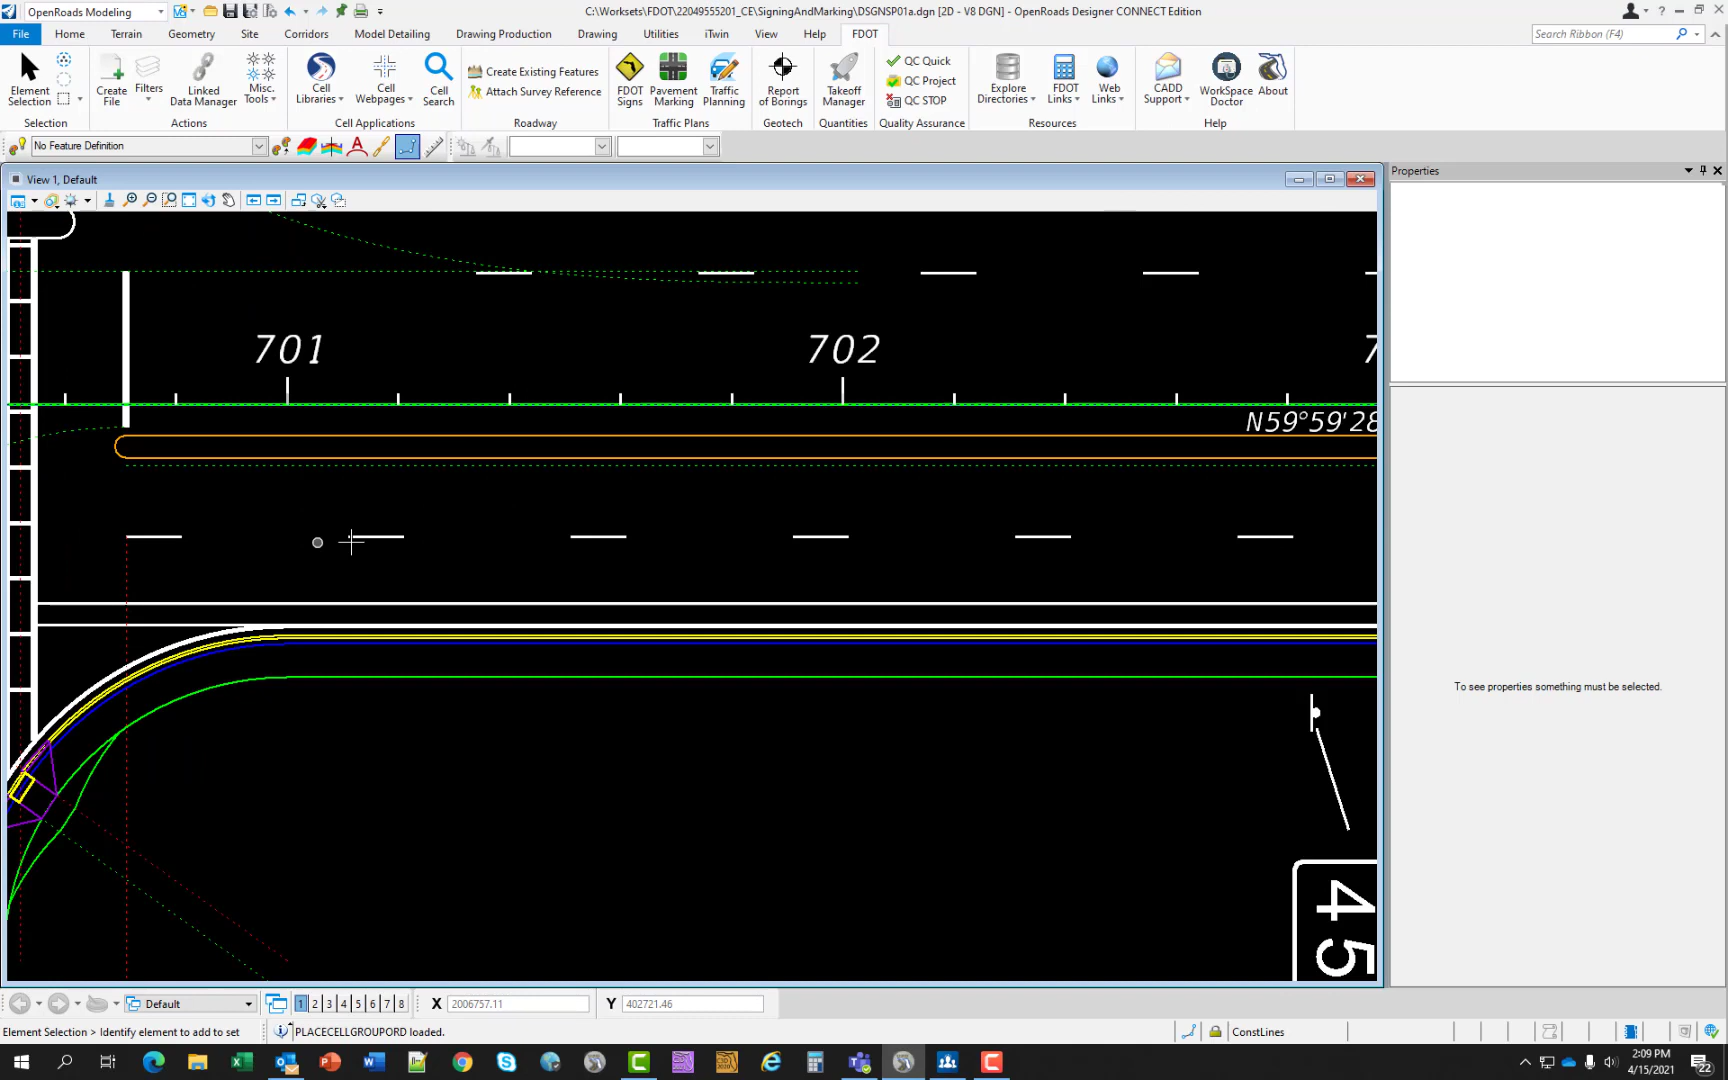 OpenRoads Modeling
C:\Worksets\FDOT\22049555201_CE\SigningAndMarking\DSGNSP01a.dgn [2D - V8 DGN] - OpenRoads Designer CONNECT Edition
File Home Terrain Geometry Site Corridors Model Detailing Drawing Production Drawing Utilities iTwin View Help FDOT
Search Ribbon (F4)
Element Selection
Selection
Create File
Filters
Linked Data Manager
Misc. Tools
Actions
Cell Libraries
Cell Webpages
Cell Search
Cell Applications
Create Existing Features
Attach Survey Reference
Roadway
FDOT Signs
Pavement Marking
Traffic Planning
Traffic Plans
Report of Borings
Geotech
Takeoff Manager
Quantities
QC Quick
QC Project
QC STOP
Quality Assurance
Explore Directories
FDOT Links
Web Links
Resources
CADD Support
WorkSpace Doctor
About
Help
No Feature Definition
View 1, Default
Properties
701
702
7
N59°59'28
45
To see properties something must be selected.
Default
1 2 3 4 5 6 7 8
X 2006757.11
Y 402721.46
Element Selection > Identify element to add to set
PLACECELLGROUPORD loaded.
ConstLines
2:09 PM
4/15/2021
22